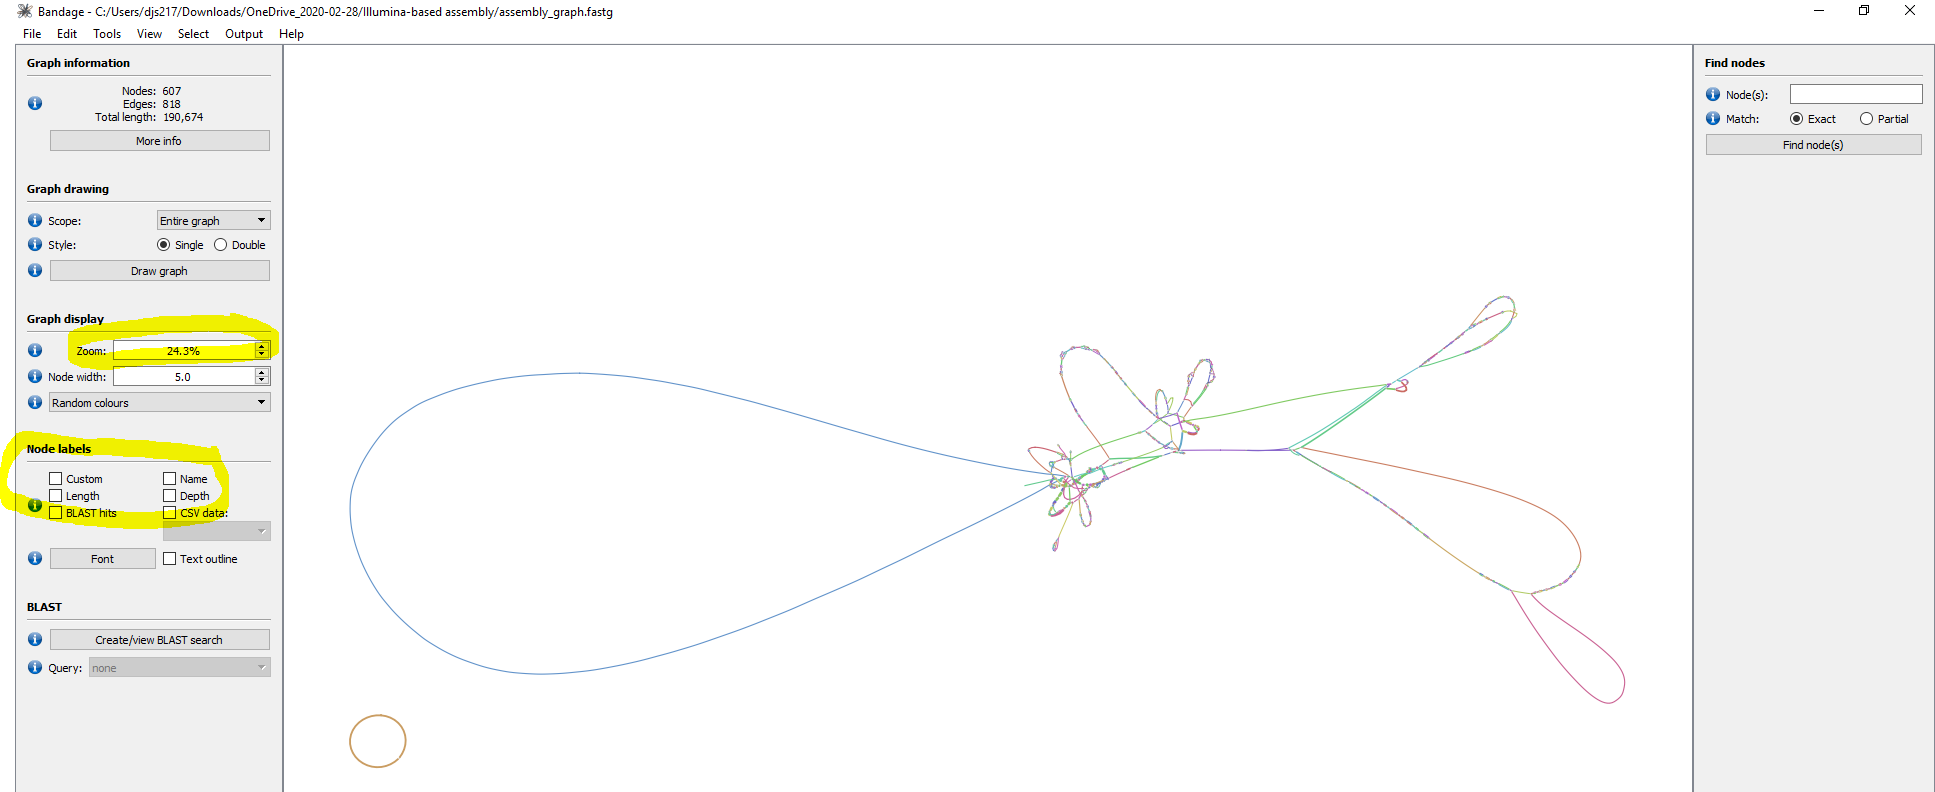 Bandage - C:/Users/djs217/Downloads/OneDrive_2020-02-28/Illumina-based assembly/assembly_graph.fastg
File Edit Tools View Select Output Help
Graph information
Nodes: 607
Edges: 818
Total length: 190,674
More info
Graph drawing
Scope: Entire graph
Style: Single Double
Draw graph
Graph display
Zoom: 24.3%
Node width: 5.0
Random colours
Node labels
Custom Name
Length Depth
BLAST hits CSV data:
Font Text outline
BLAST
Create/view BLAST search
Query: none
Find nodes
Node(s):
Match: Exact Partial
Find node(s)